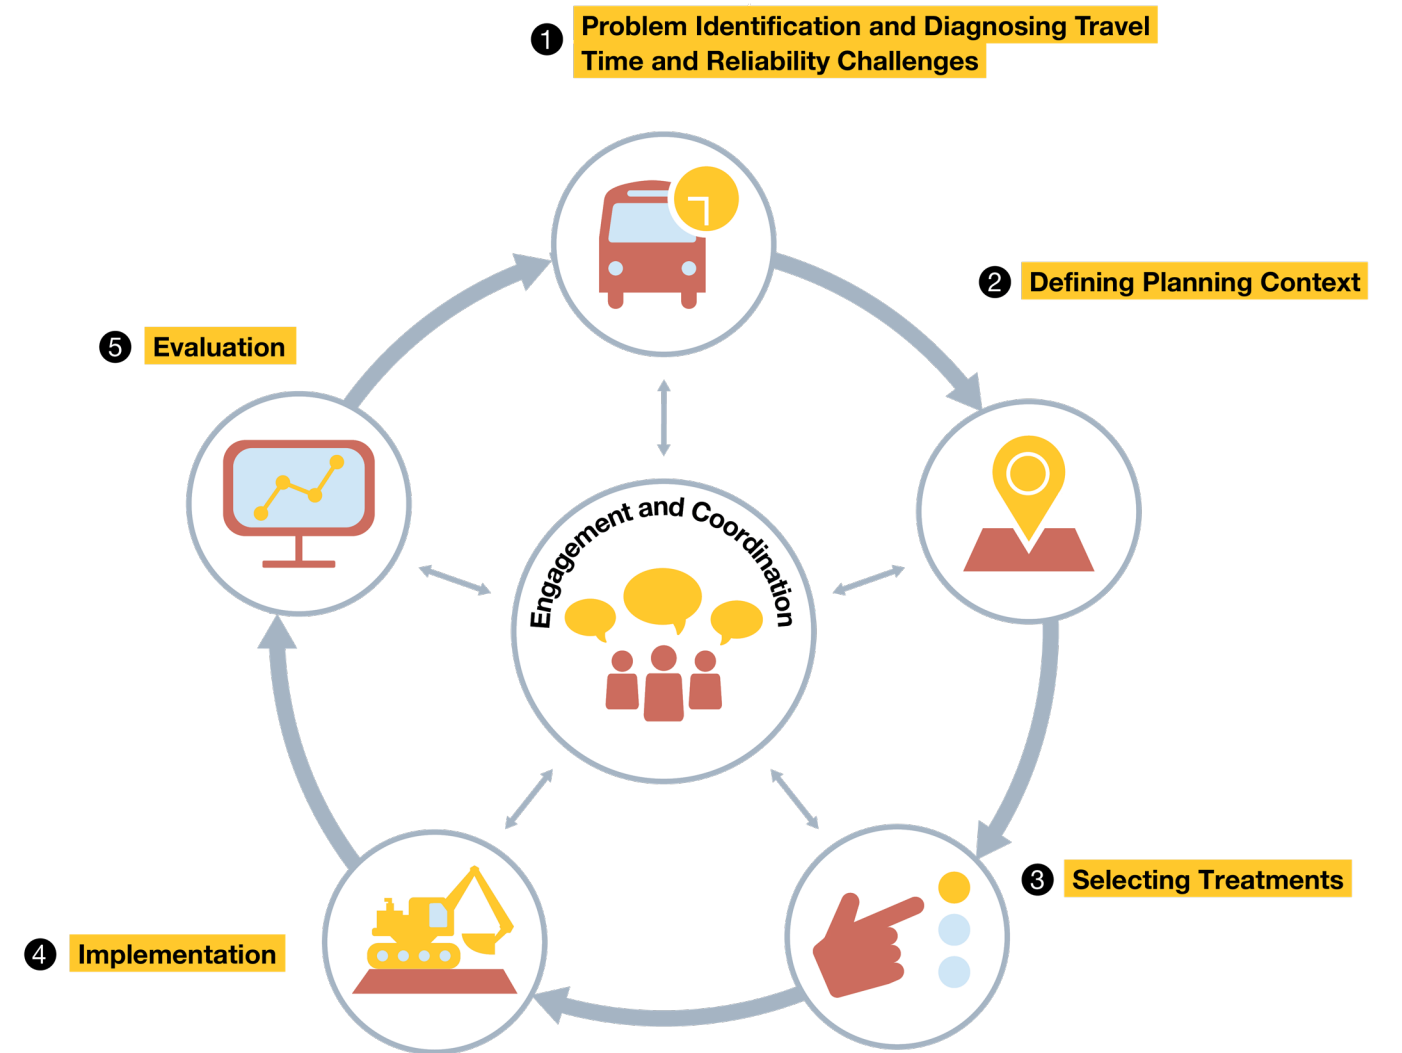 1 Problem Identification and Diagnosing Travel
Time and Reliability Challenges
2 Defining Planning Context
5 Evaluation
Engagement and Coordination
3 Selecting Treatments
4 Implementation